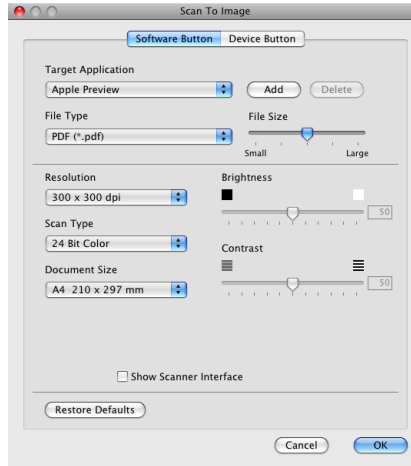 Scan To Image
Software Button Device Button
Target Application
Apple Preview Add Delete
File Type File Size
PDF (*.pdf)
Small Large
Resolution Brightness
300 x 300 dpi
50
Scan Type
24 Bit Color
Contrast
Document Size
A4 210 x 297 mm 50
Show Scanner Interface
Restore Defaults
Cancel OK